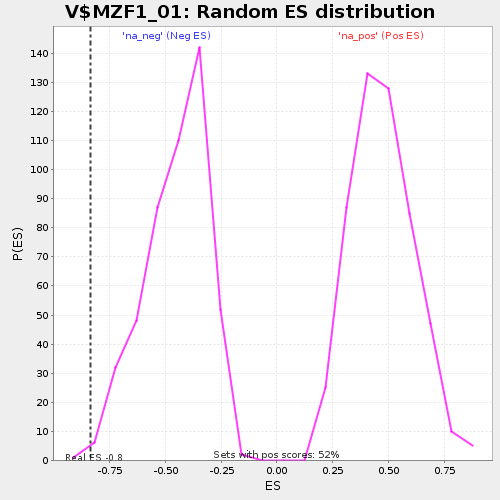 V$MZF1_01: Random ES distribution
'na_neg' (Neg ES)
'na_pos' (Pos ES)
140
130
120
110
100
90
80
70
60
50
40
30
20
10
0
P(ES)
Real ES -0.8
Sets with pos scores: 52%
-0.75 -0.50 -0.25 0.00 0.25 0.50 0.75
ES